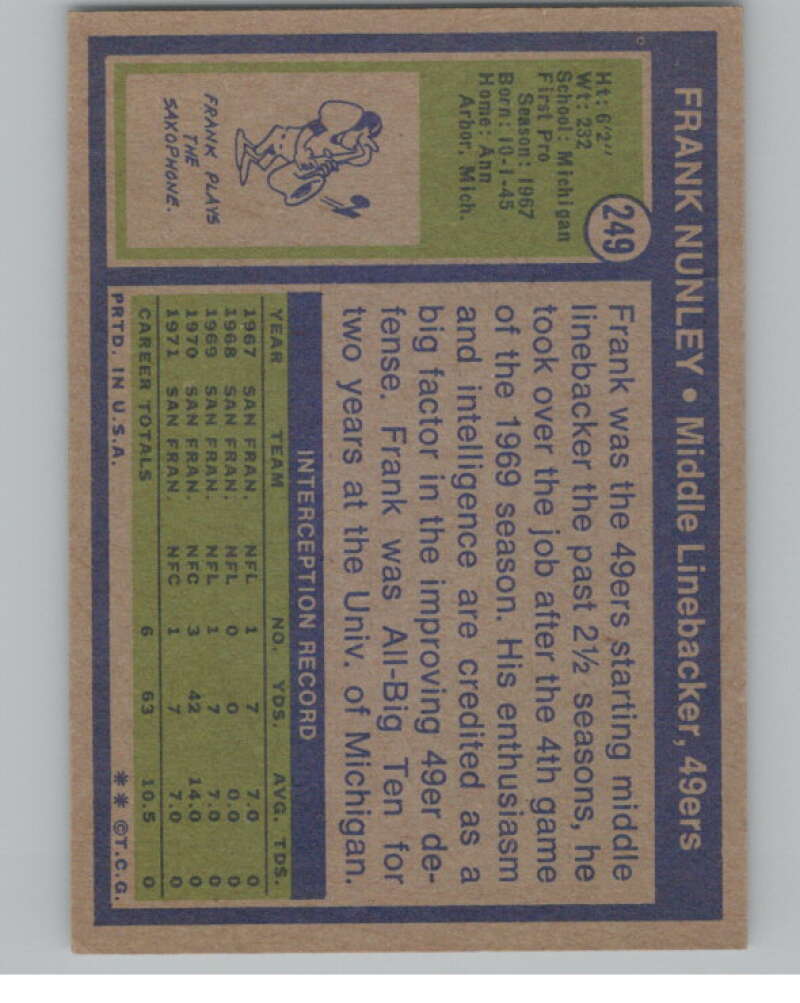 FRANK NUNLEY • Middle Linebacker, 49ers
249
Ht: 6'2"
Wt: 232
School: Michigan
First Pro
Season: 1967
Born: 10-1-45
Home: Ann
Arbor, Mich.
FRANK PLAYS
THE
SAXOPHONE.
Frank was the 49ers starting middle
linebacker the past 2½ seasons, he
took over the job after the 4th game
of the 1969 season. His enthusiasm
and intelligence are credited as a
big factor in the improving 49er de-
fense. Frank was All-Big Ten for
two years at the Univ. of Michigan.
INTERCEPTION RECORD
YEAR TEAM NO. YDS. AVG. TDS.
1967 SAN FRAN. NFL 1 7 7.0 0
1968 SAN FRAN. NFL 0 0 0.0 0
1969 SAN FRAN. NFL 1 7 7.0 0
1970 SAN FRAN. NFC 3 42 14.0 0
1971 SAN FRAN. NFC 1 7 7.0 0
CAREER TOTALS 6 63 10.5 0
PRTD. IN U.S.A. ** ©T.C.G.